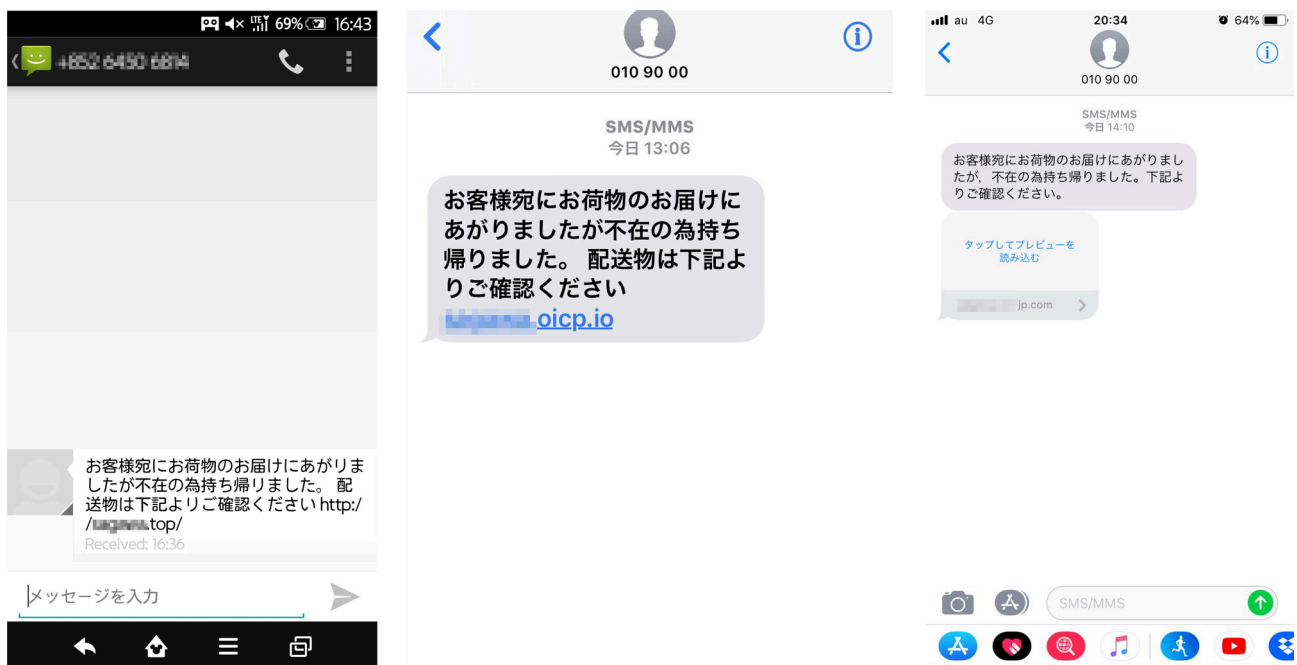 69% 16:43
+852 6450 6814
お客様宛にお荷物のお届けにあがりま
したが不在の為持ち帰りました。 配
送物は下記よりご確認ください http:/
/ .top/
Received: 16:36
メッセージを入力
010 90 00
SMS/MMS
今日 13:06
お客様宛にお荷物のお届けに
あがりましたが不在の為持ち
帰りました。 配送物は下記よ
りご確認ください
.oicp.io
au 4G 20:34 64%
010 90 00
SMS/MMS
今日 14:10
お客様宛にお荷物のお届けにあがりまし
たが、不在の為持ち帰りました。下記よ
りご確認ください。
タップしてプレビューを
読み込む
jp.com
SMS/MMS